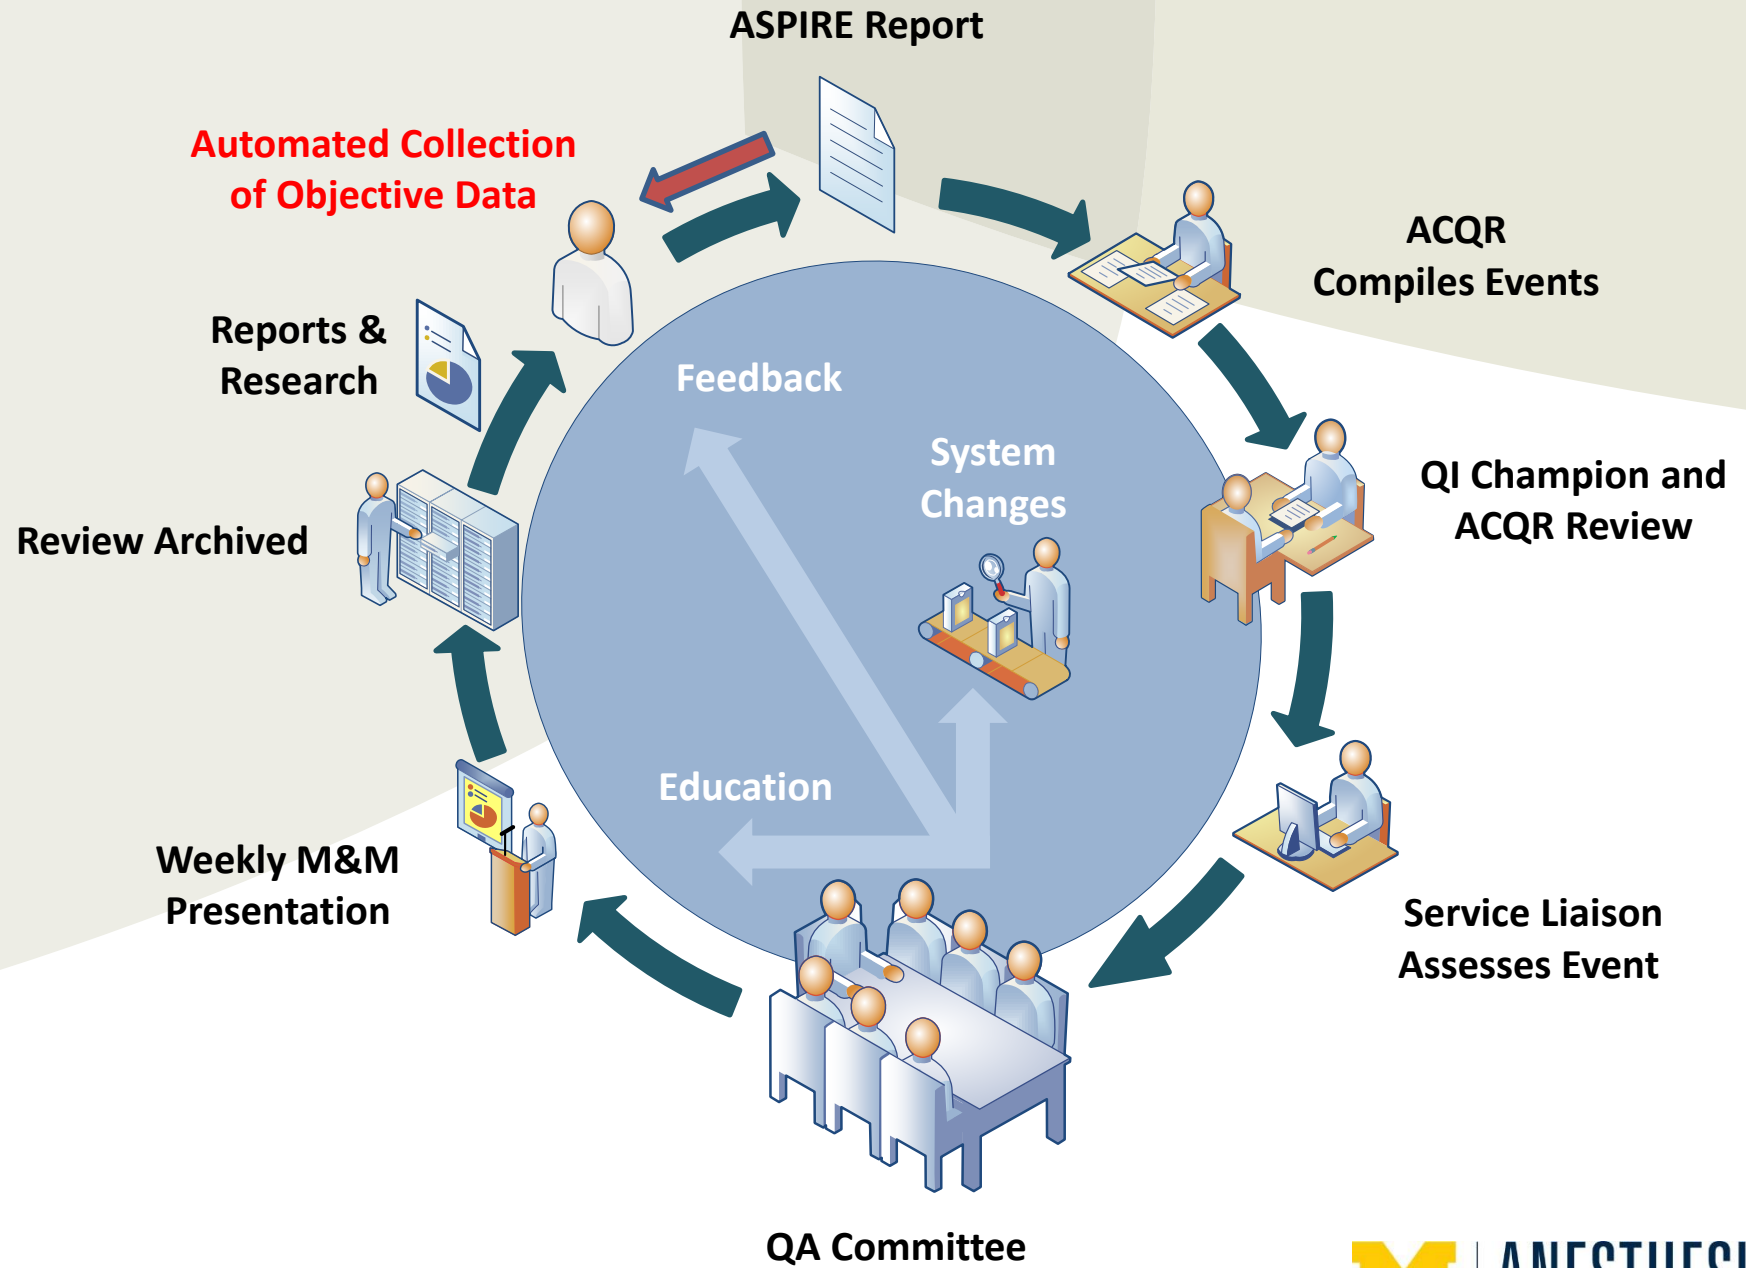 ASPIRE Report
Automated Collection
of Objective Data
ACQR
Compiles Events
Reports &
Research
Feedback
System
Changes
QI Champion and
ACQR Review
Review Archived
Education
Weekly M&M
Presentation
Service Liaison
Assesses Event
QA Committee
M